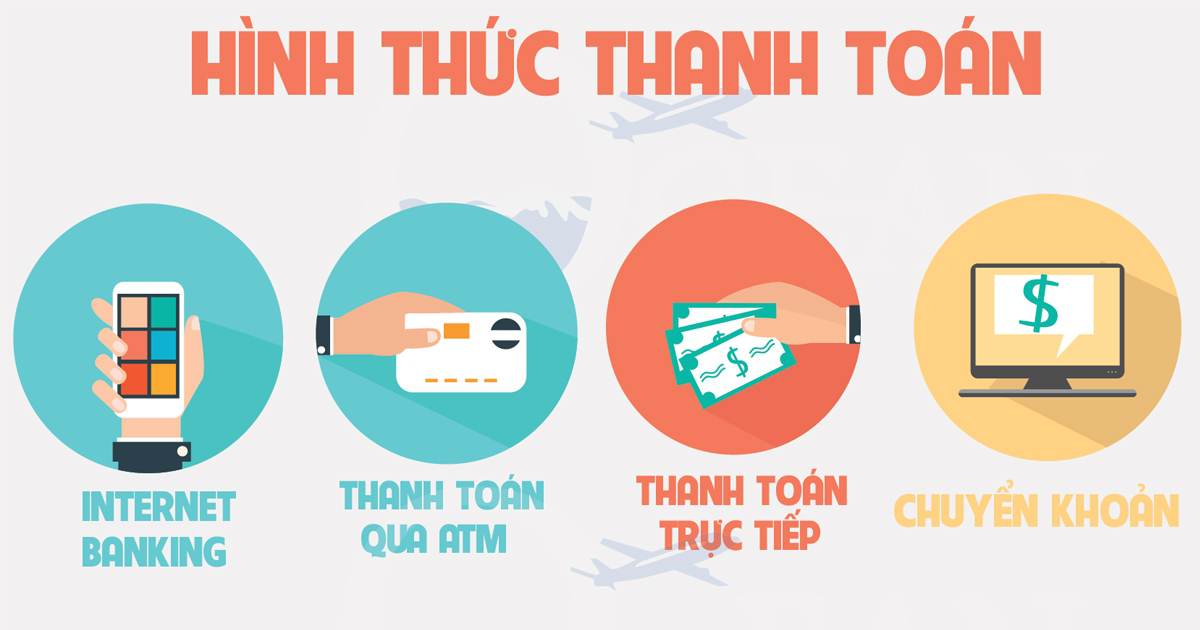 HÌNH THỨC THANH TOÁN
INTERNET
BANKING
THANH TOÁN
QUA ATM
THANH TOÁN
TRỰC TIẾP
CHUYỂN KHOẢN